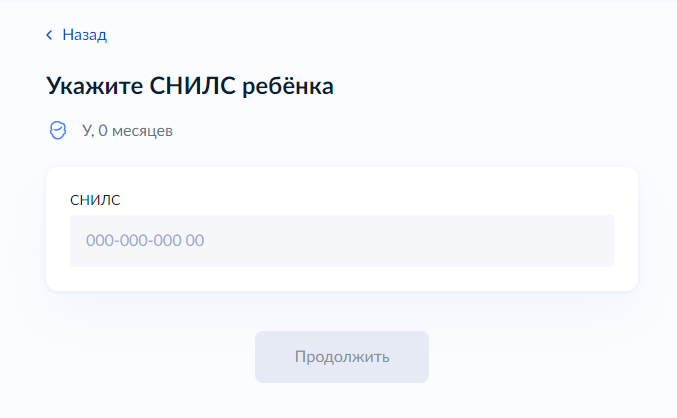 Назад
Укажите СНИЛС ребёнка
У, 0 месяцев
СНИЛС
000-000-000 00
Продолжить